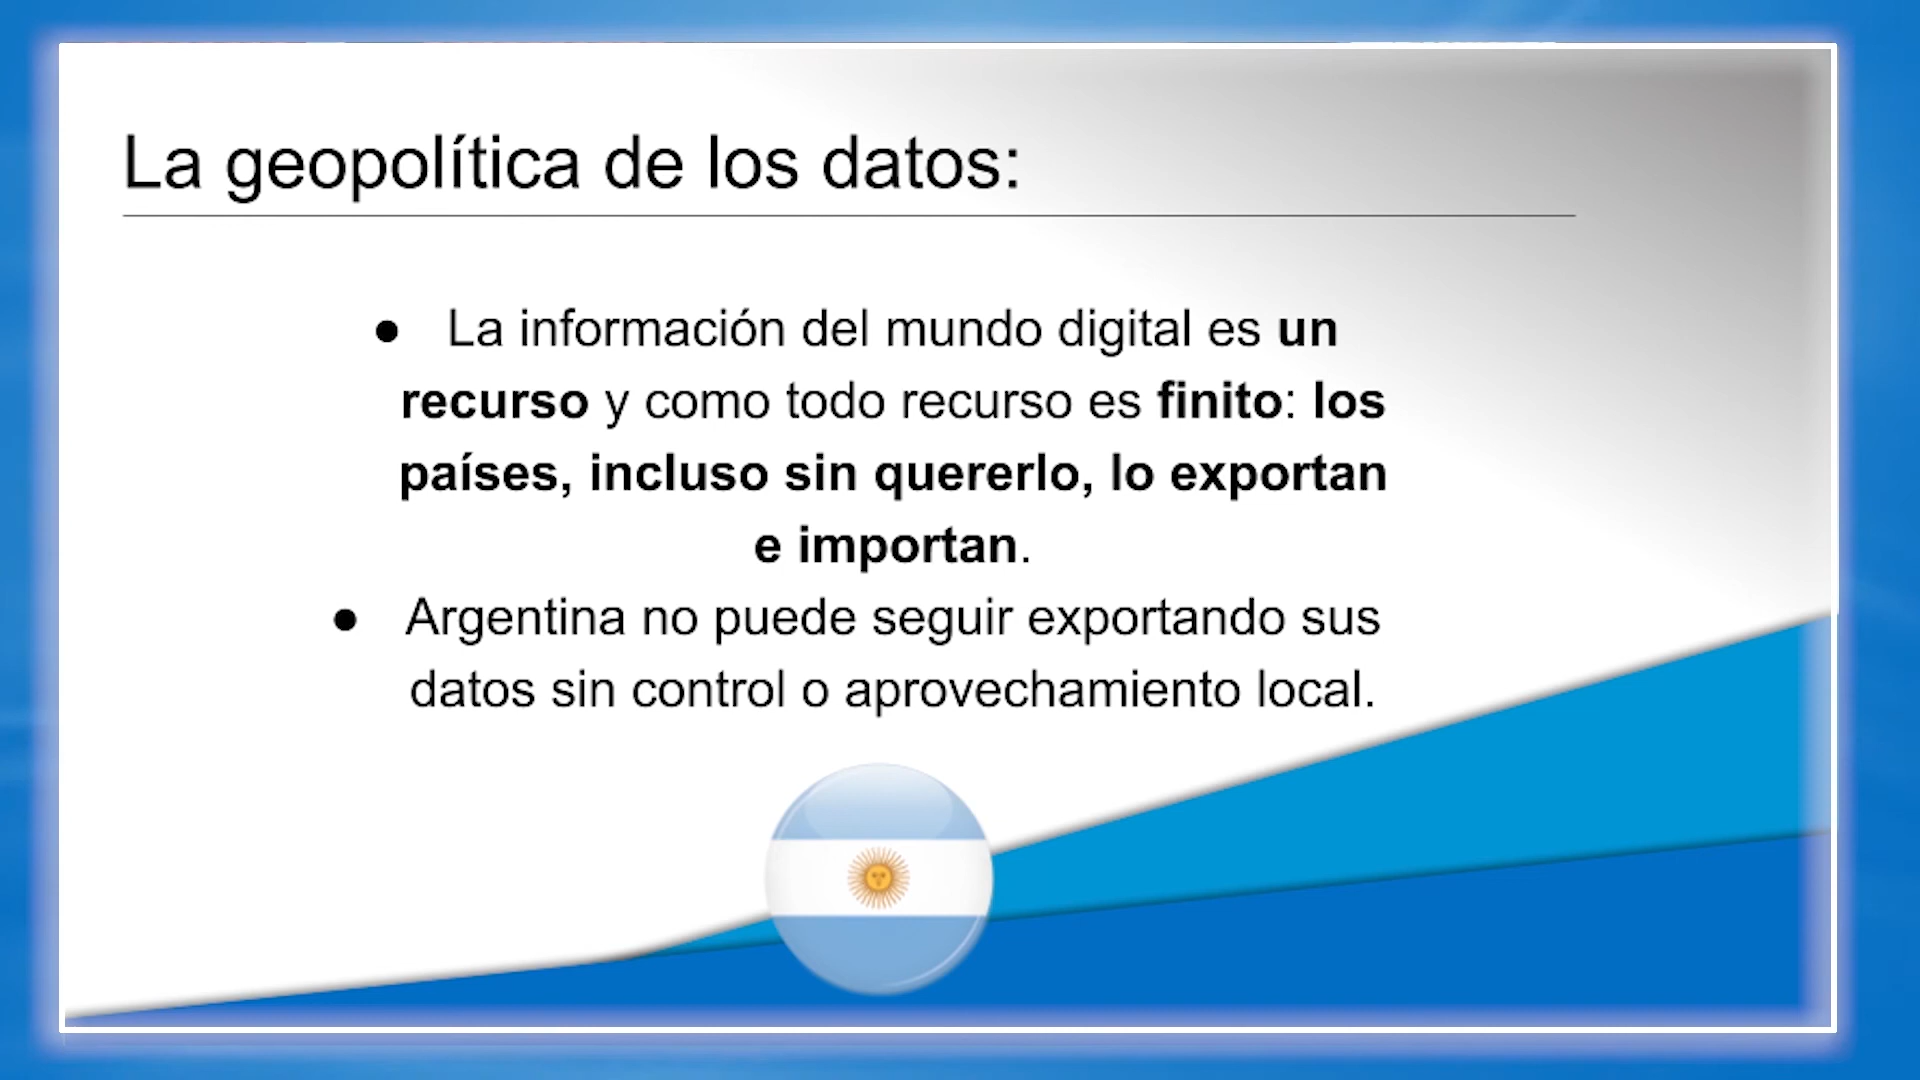 La geopolítica de los datos:
● La información del mundo digital es un
recurso y como todo recurso es finito: los
países, incluso sin quererlo, lo exportan
e importan.
● Argentina no puede seguir exportando sus
datos sin control o aprovechamiento local.